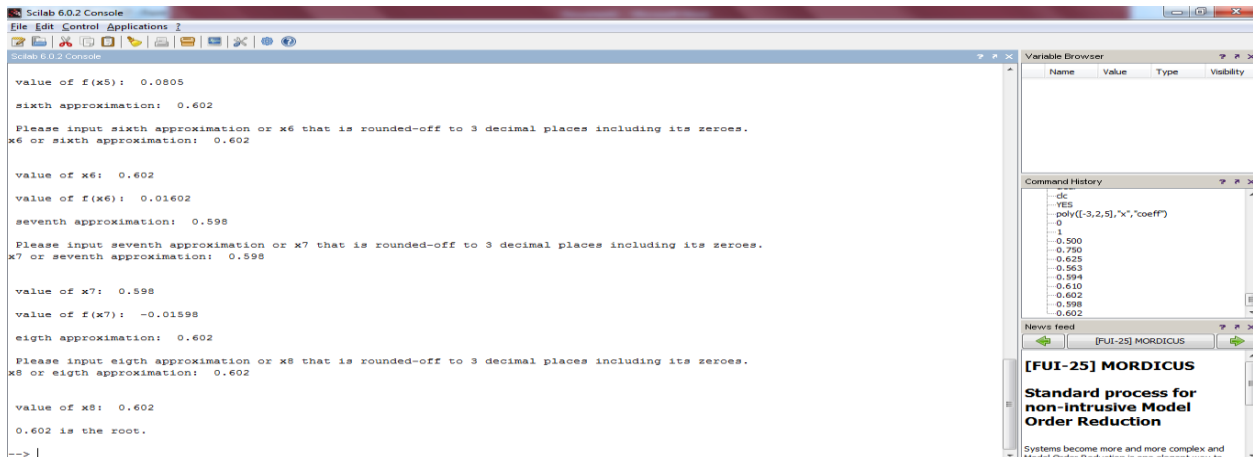 Scilab 6.0.2 Console
File Edit Control Applications ?
Scilab 6.0.2 Console
value of f(x5):  0.0805
sixth approximation:  0.602
Please input sixth approximation or x6 that is rounded-off to 3 decimal places including its zeroes.
x6 or sixth approximation:  0.602
value of x6:  0.602
value of f(x6):  0.01602
seventh approximation:  0.598
Please input seventh approximation or x7 that is rounded-off to 3 decimal places including its zeroes.
x7 or seventh approximation:  0.598
value of x7:  0.598
value of f(x7):  -0.01598
eigth approximation:  0.602
Please input eigth approximation or x8 that is rounded-off to 3 decimal places including its zeroes.
x8 or eigth approximation:  0.602
value of x8:  0.602
0.602 is the root.
-->
Variable Browser
Name Value Type Visibility
Command History
clc
YES
poly([-3,2,5],"x","coeff")
0
1
0.500
0.750
0.625
0.563
0.594
0.610
0.602
0.598
0.602
News feed
[FUI-25] MORDICUS
[FUI-25] MORDICUS
Standard process for
non-intrusive Model
Order Reduction
Systems become more and more complex and